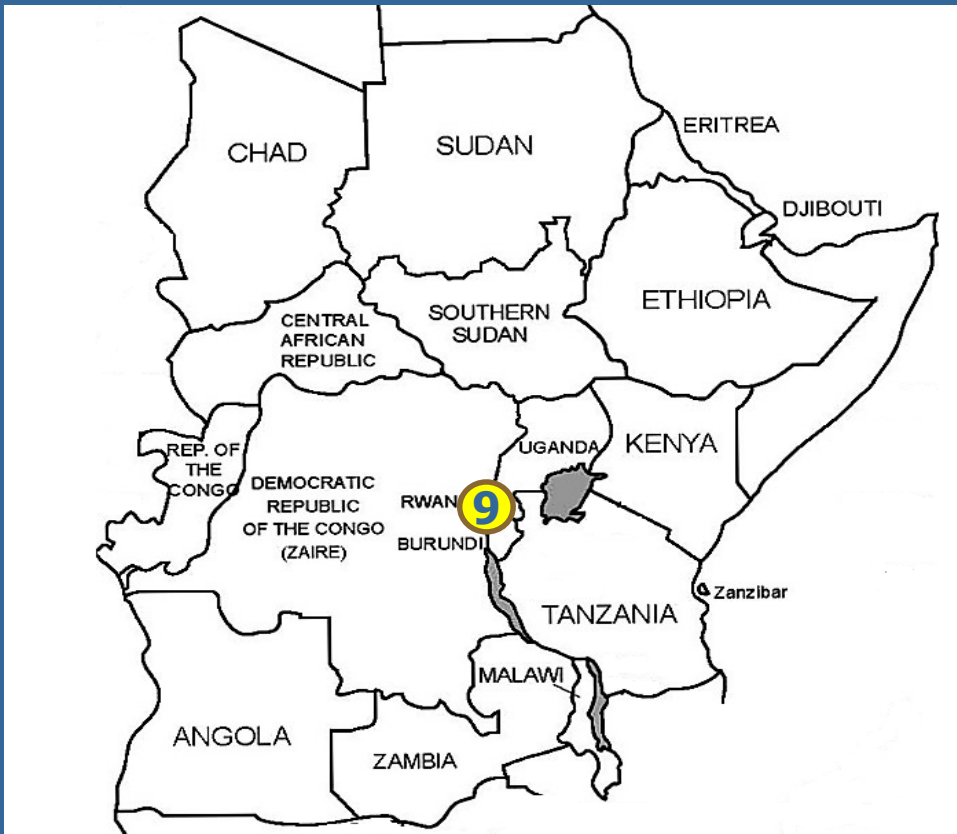 CHAD
SUDAN
ERITREA
DJIBOUTI
ETHIOPIA
SOUTHERN
SUDAN
CENTRAL
AFRICAN
REPUBLIC
UGANDA
KENYA
REP. OF
THE
CONGO
DEMOCRATIC
REPUBLIC
OF THE CONGO
(ZAIRE)
RWAN
9
BURUNDI
TANZANIA
Zanzibar
MALAWI
ANGOLA
ZAMBIA